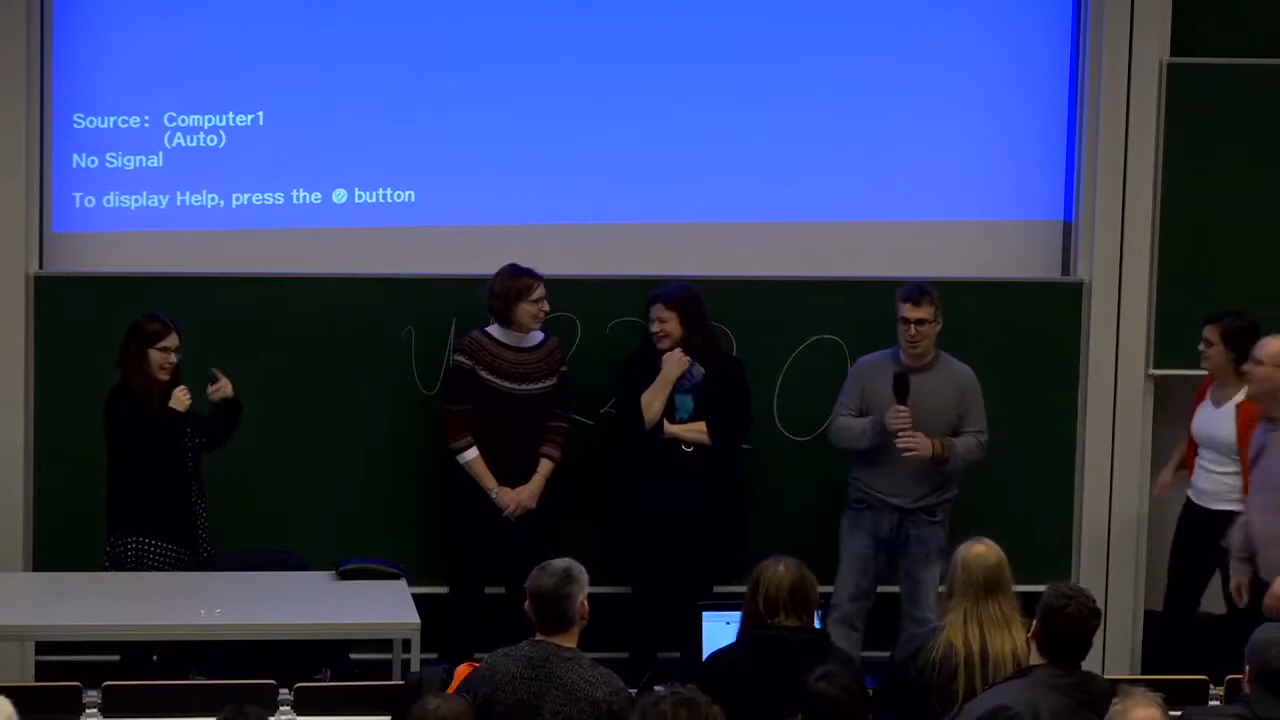 Source: Computer1
(Auto)
No Signal
To display Help, press the button